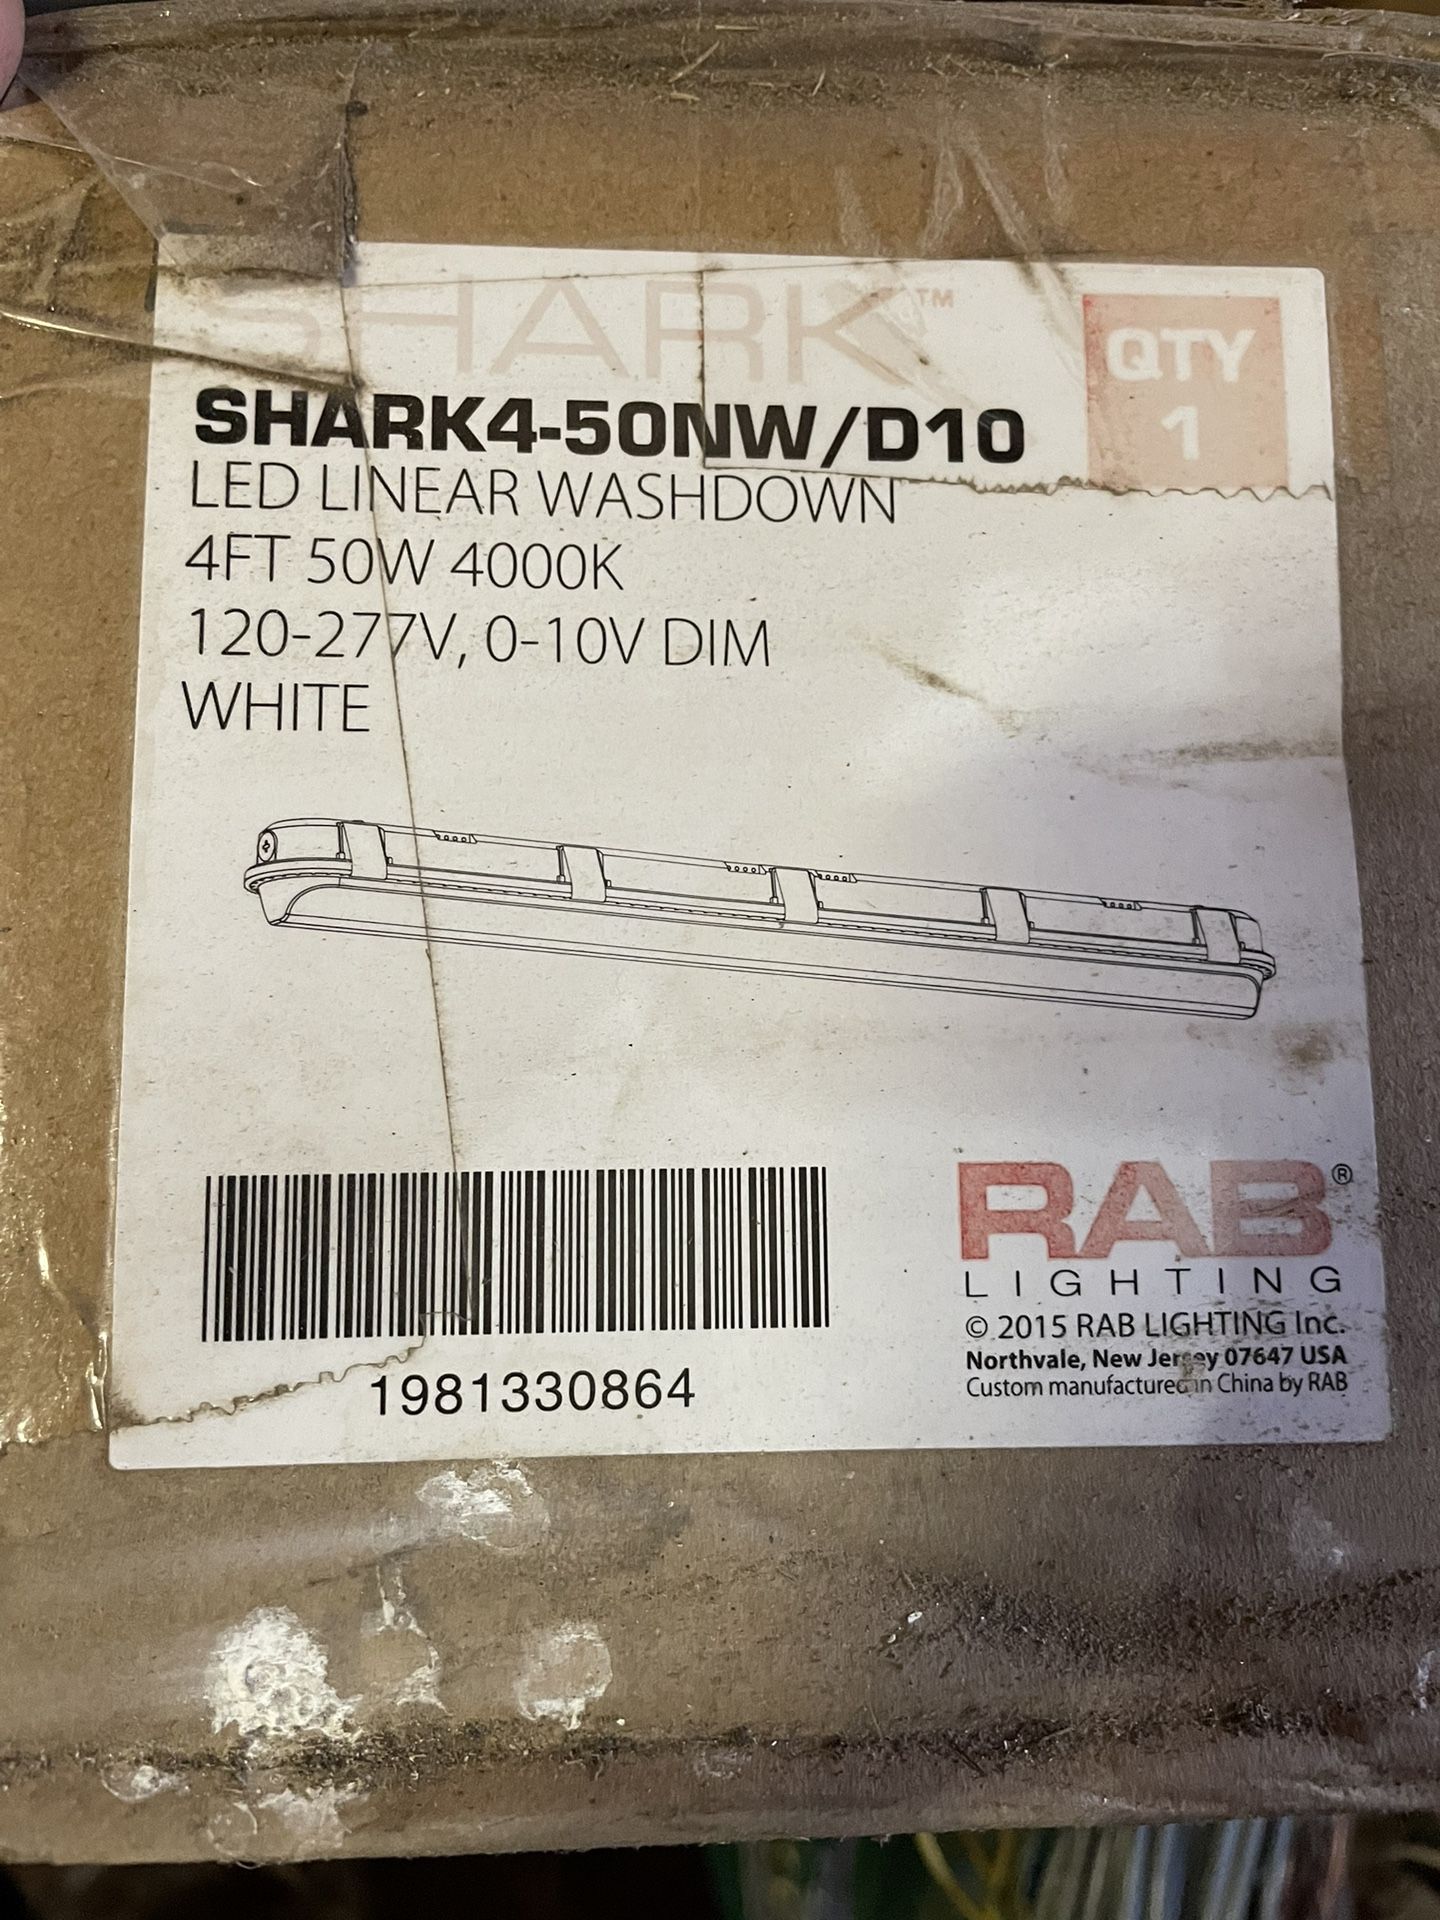 SHARK™
QTY
1
SHARK4-50NW/D10
LED LINEAR WASHDOWN
4FT 50W 4000K
120-277V, 0-10V DIM
WHITE
1981330864
RAB®
LIGHTING
© 2015 RAB LIGHTING Inc.
Northvale, New Jersey 07647 USA
Custom manufactured in China by RAB